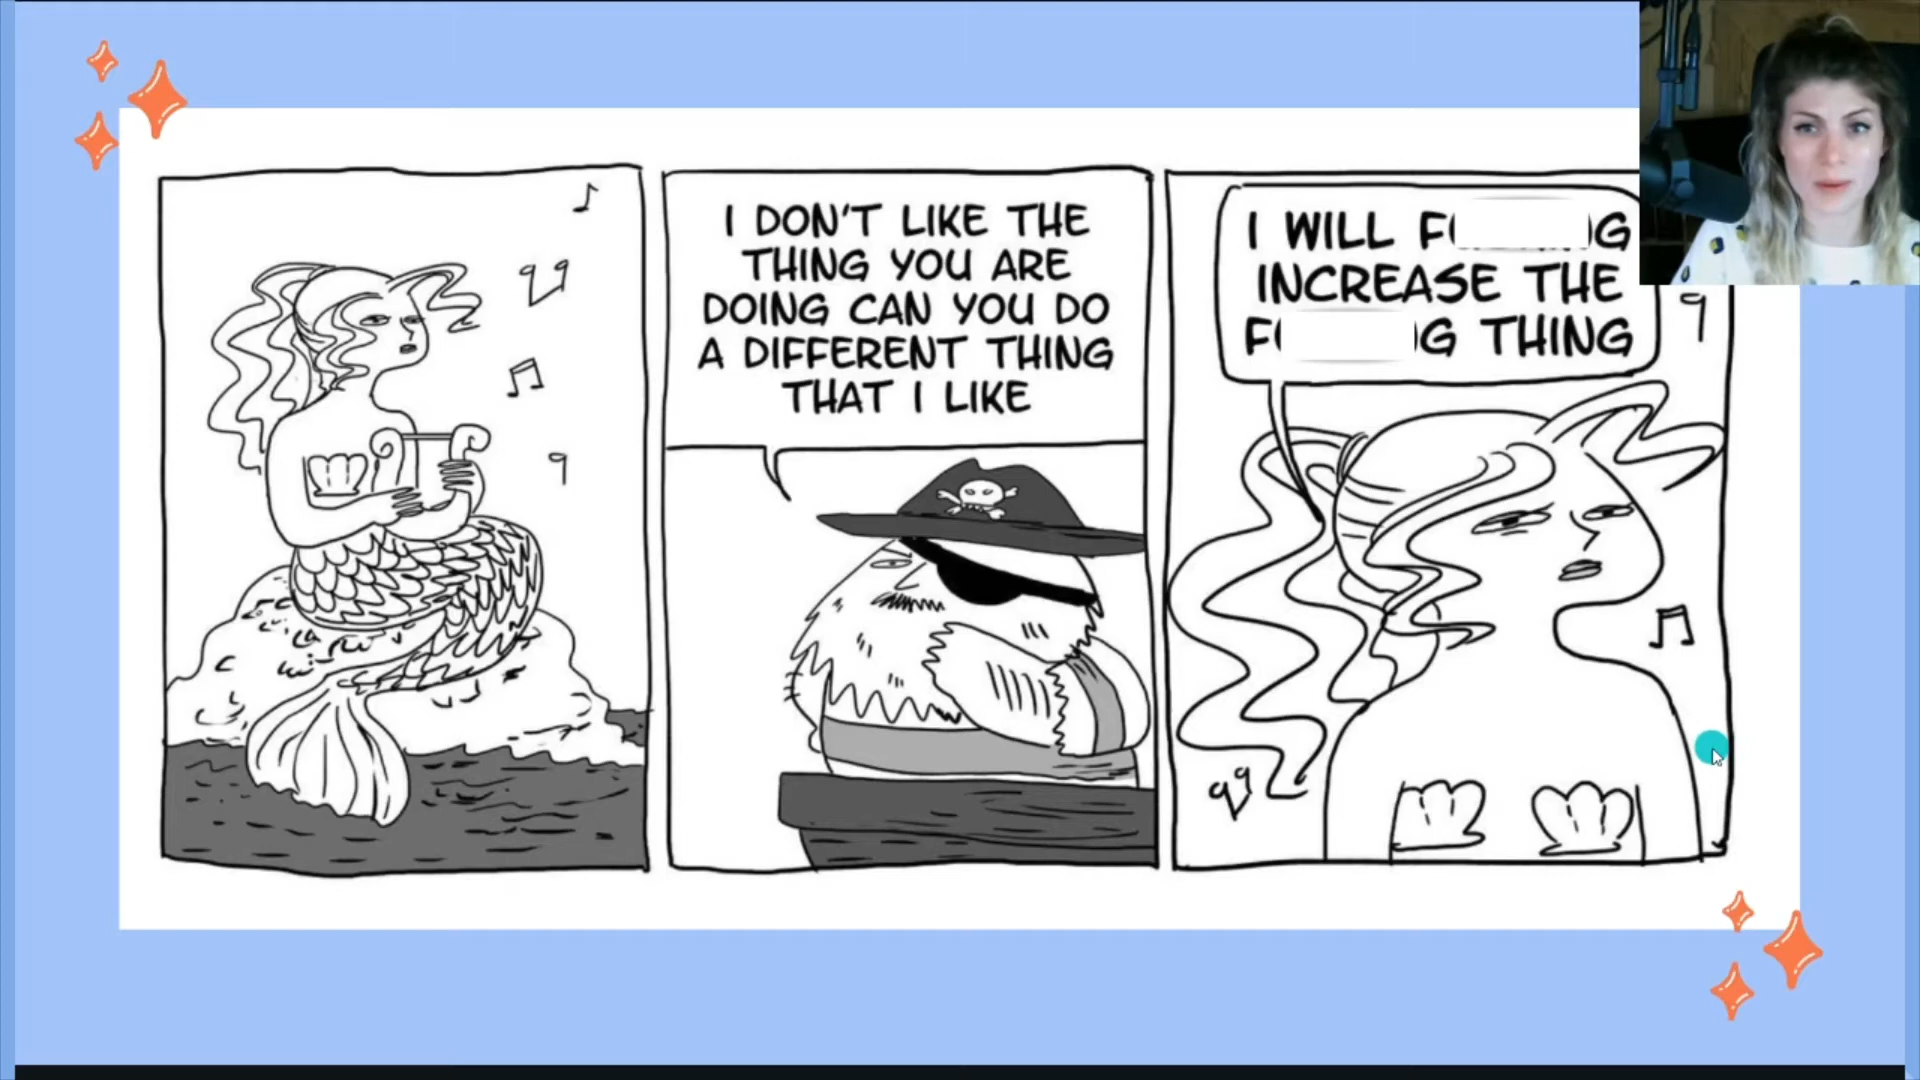 I DON'T LIKE THE
THING YOU ARE
DOING CAN YOU DO
A DIFFERENT THING
THAT I LIKE
I WILL F G
INCREASE THE
F G THING